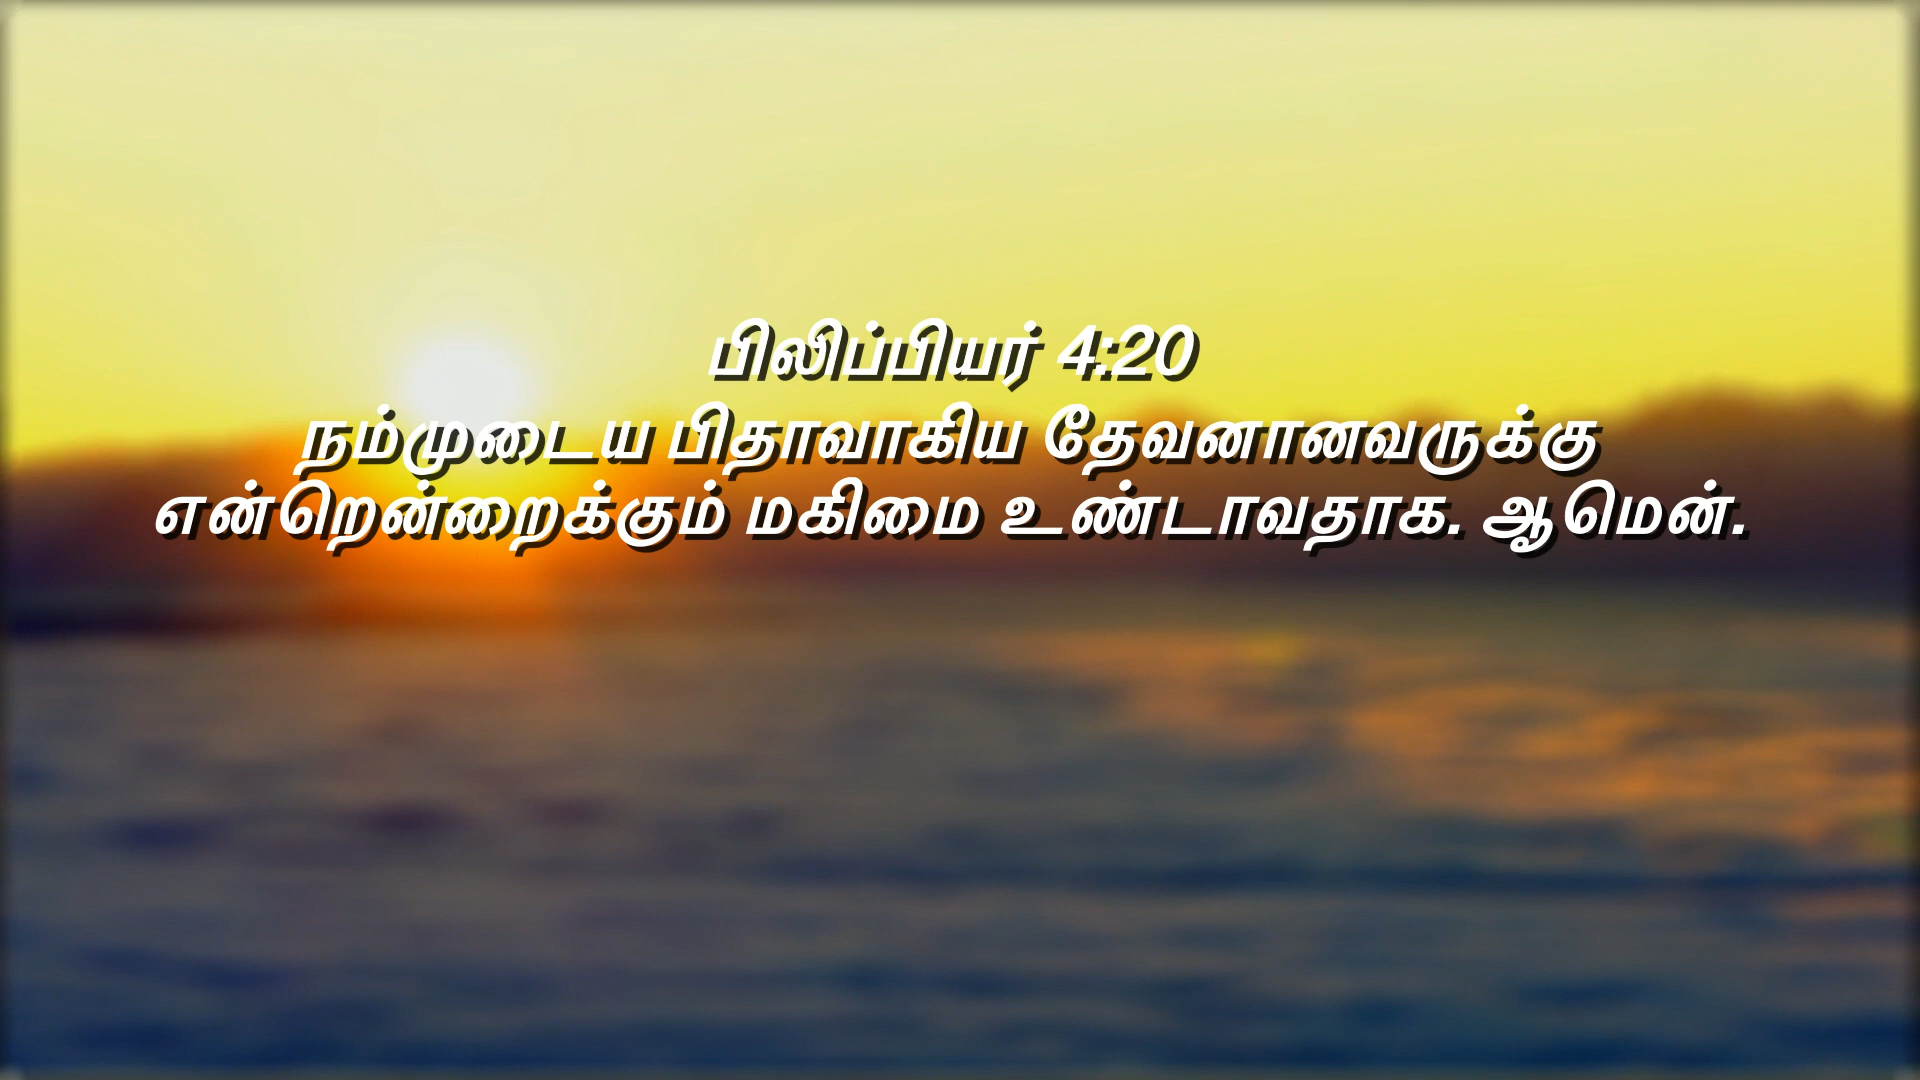 பிலிப்பியர் 4:20
நம்முடைய பிதாவாகிய தேவனானவருக்கு
என்றென்றைக்கும் மகிமை உண்டாவதாக. ஆமென்.